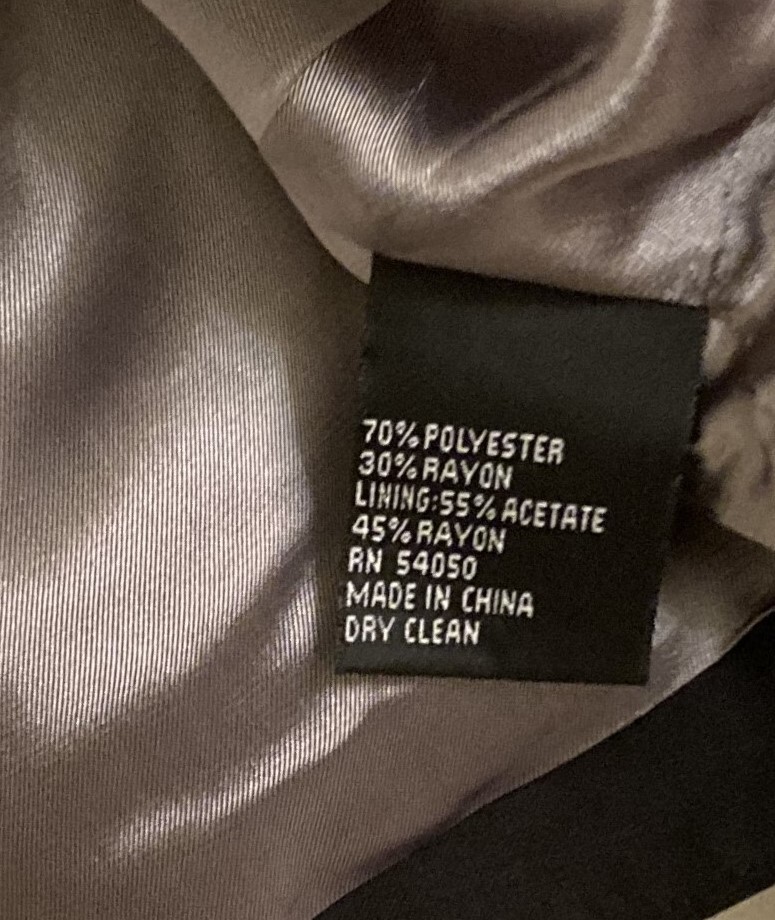 70% POLYESTER
30% RAYON
LINING:55% ACETATE
45% RAYON
RN 54050
MADE IN CHINA
DRY CLEAN